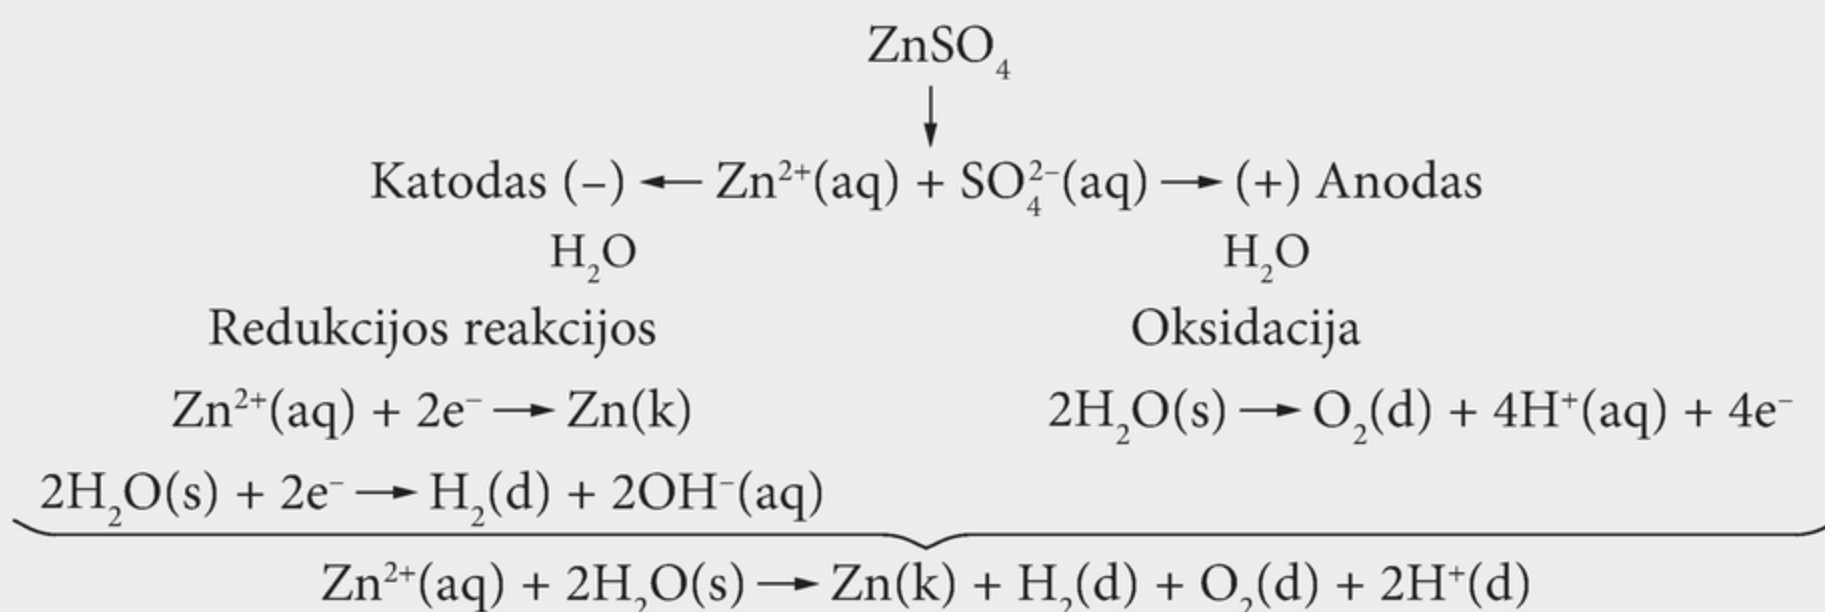 ZnSO₄
↓
Katodas (–) ← Zn²⁺(aq) + SO₄²⁻(aq) → (+) Anodas
H₂O H₂O
Redukcijos reakcijos Oksidacija
Zn²⁺(aq) + 2e⁻ → Zn(k) 2H₂O(s) → O₂(d) + 4H⁺(aq) + 4e⁻
2H₂O(s) + 2e⁻ → H₂(d) + 2OH⁻(aq)
Zn²⁺(aq) + 2H₂O(s) → Zn(k) + H₂(d) + O₂(d) + 2H⁺(d)